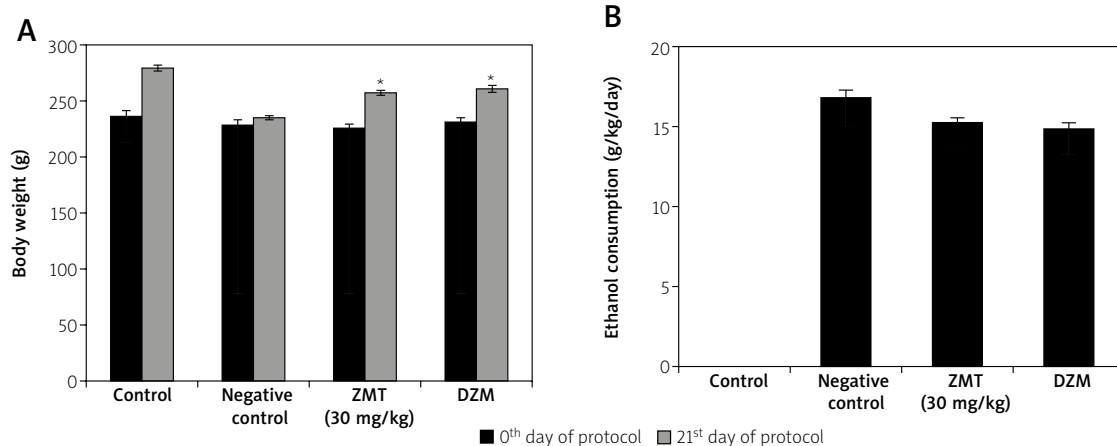 A
Body weight (g)
300
250
200
150
100
50
0
*
*
Control
Negative
control
ZMT
(30 mg/kg)
DZM
B
Ethanol consumption (g/kg/day)
20
15
10
5
0
Control
Negative
control
ZMT
(30 mg/kg)
DZM
0th day of protocol
21st day of protocol